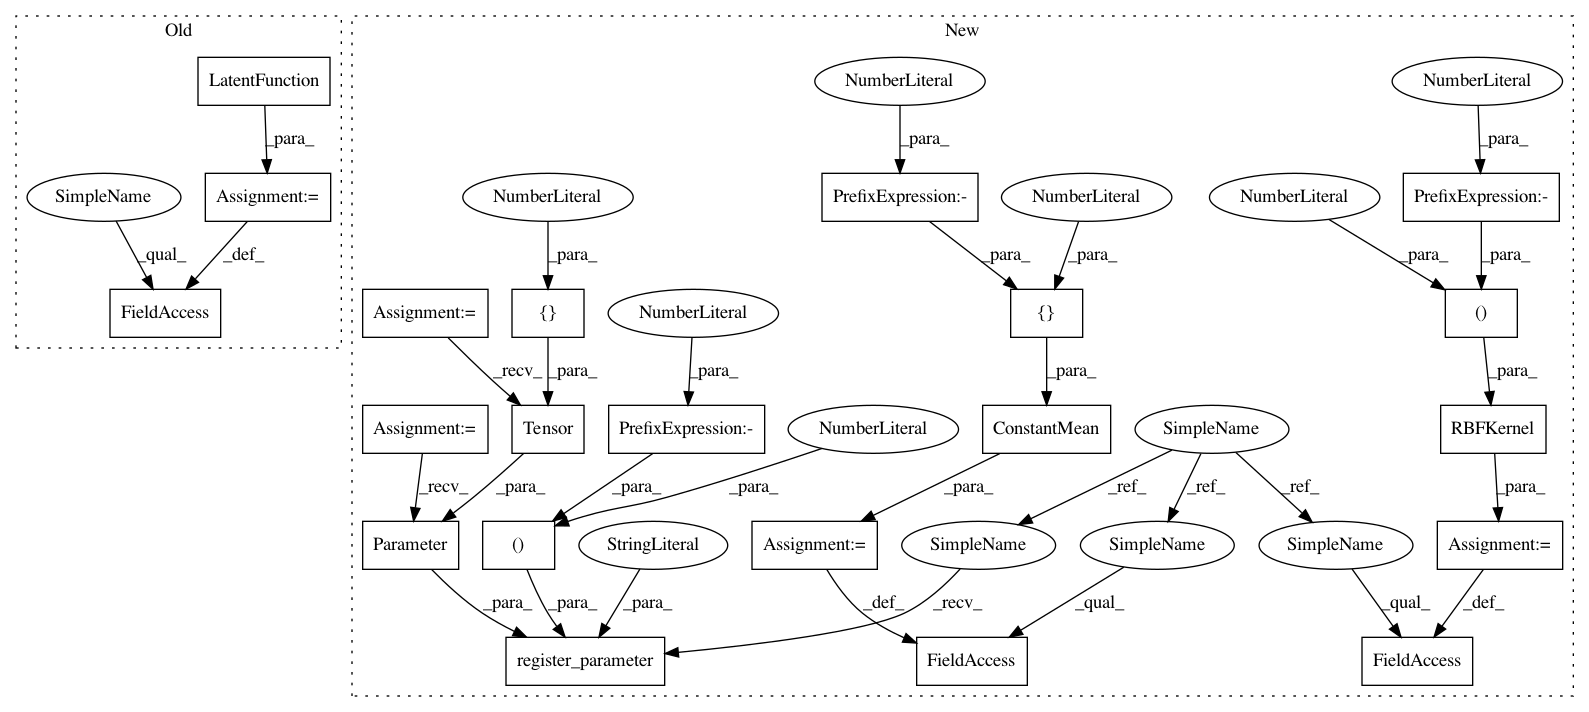 Old
New
LatentFunction
NumberLiteral
NumberLiteral
_para_
_para_
_para_
SimpleName
Assignment:=
NumberLiteral
PrefixExpression:-
NumberLiteral
NumberLiteral
PrefixExpression:-
_qual_
_def_
_para_
_para_
_para_
_para_
_para_
FieldAccess
Assignment:=
{}
NumberLiteral
{}
()
_recv_
_para_
_para_
_para_
_para_
Assignment:=
Tensor
PrefixExpression:-
NumberLiteral
ConstantMean
SimpleName
RBFKernel
_recv_
_para_
_para_
_para_
_para_
_ref_
_ref_
_ref_
_para_
Parameter
()
StringLiteral
Assignment:=
SimpleName
SimpleName
SimpleName
Assignment:=
_para_
_para_
_para_
_def_
_recv_
_qual_
_qual_
_def_
register_parameter
FieldAccess
FieldAccess